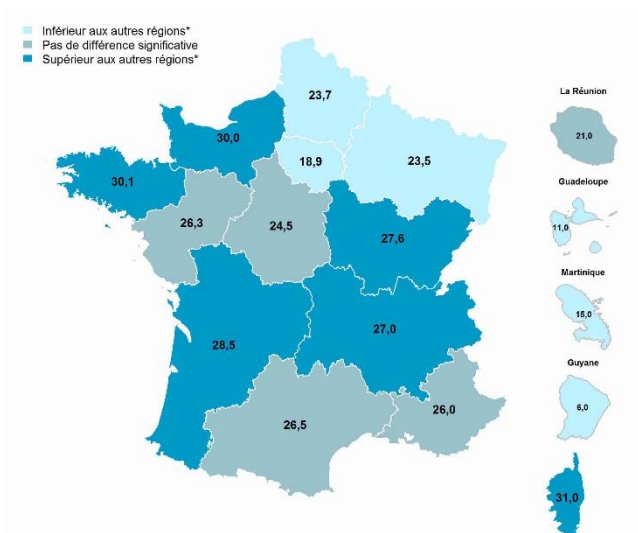 Inférieur aux autres régions*
Pas de différence significative
Supérieur aux autres régions*
23,7
30,0
18,9
23,5
30,1
26,3
24,5
27,6
28,5
27,0
26,5
26,0
La Réunion
21,0
Guadeloupe
11,0
Martinique
15,0
Guyane
6,0
31,0